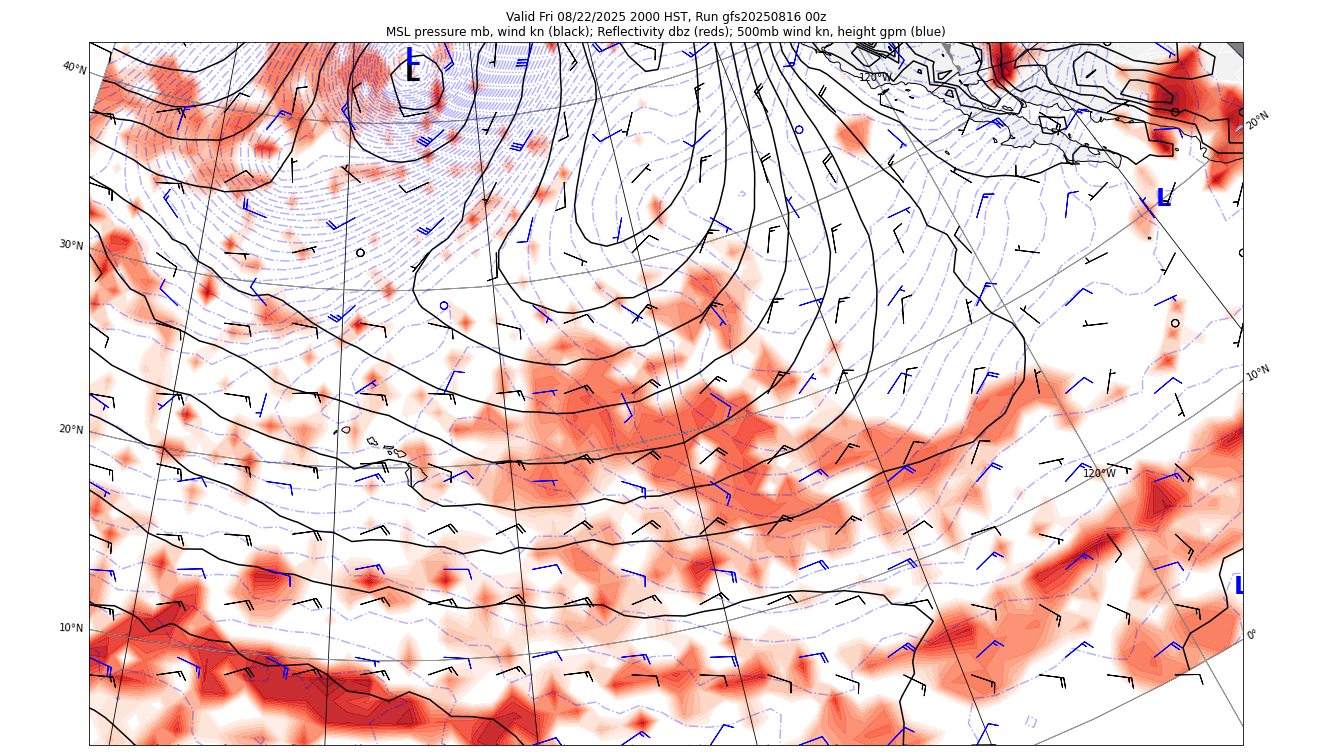 Valid Fri 08/22/2025 2000 HST, Run gfs20250816 00z
MSL pressure mb, wind kn (black); Reflectivity dbz (reds); 500mb wind kn, height gpm (blue)
40°N
L
L
120°W
20°N
L
30°N
10°N
20°N
120°W
L
10°N
0°